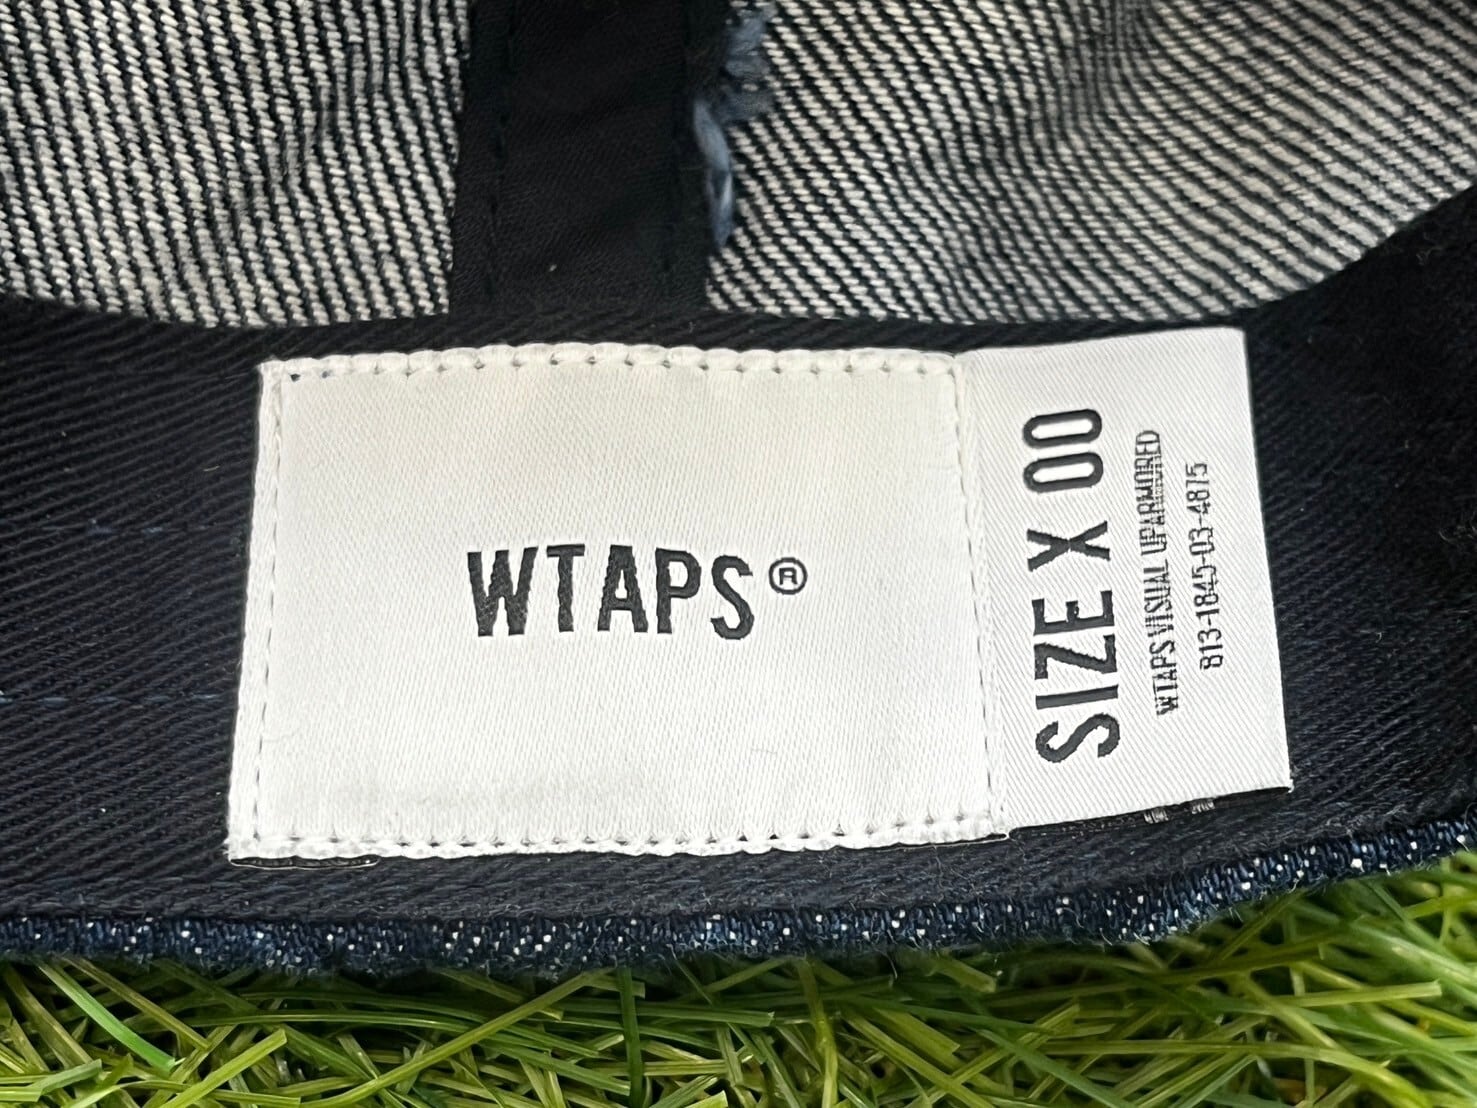 WTAPS®
SIZE X 00
WTAPS VISUAL UPARMORED
813-1845-03-4875